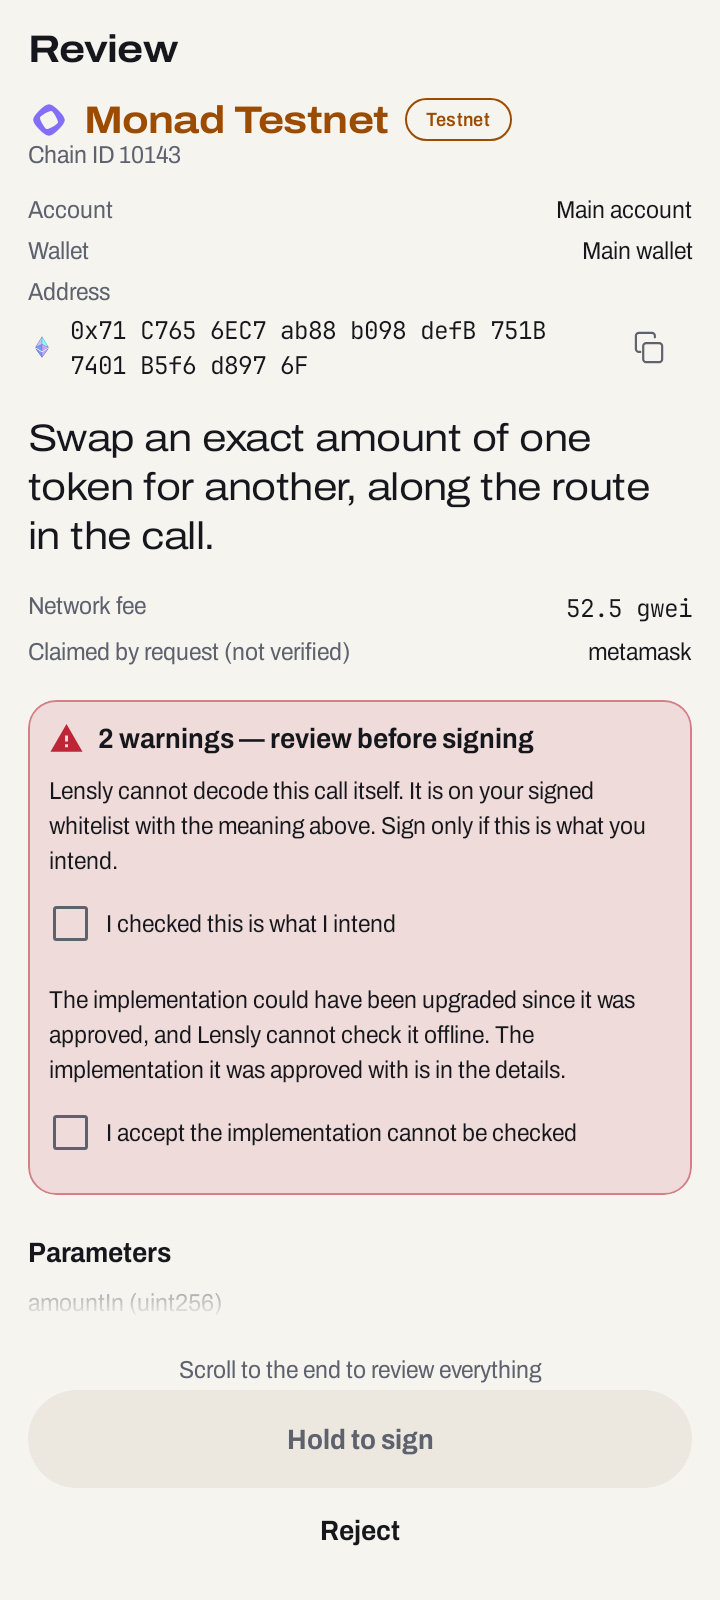 Review
Monad Testnet Testnet
Chain ID 10143
Account Main account
Wallet Main wallet
Address
0x71 C765 6EC7 ab88 b098 defB 751B
7401 B5f6 d897 6F
Swap an exact amount of one
token for another, along the route
in the call.
Network fee 52.5 gwei
Claimed by request (not verified) metamask
2 warnings — review before signing
Lensly cannot decode this call itself. It is on your signed
whitelist with the meaning above. Sign only if this is what you
intend.
I checked this is what I intend
The implementation could have been upgraded since it was
approved, and Lensly cannot check it offline. The
implementation it was approved with is in the details.
I accept the implementation cannot be checked
Parameters
amountIn (uint256)
Scroll to the end to review everything
Hold to sign
Reject